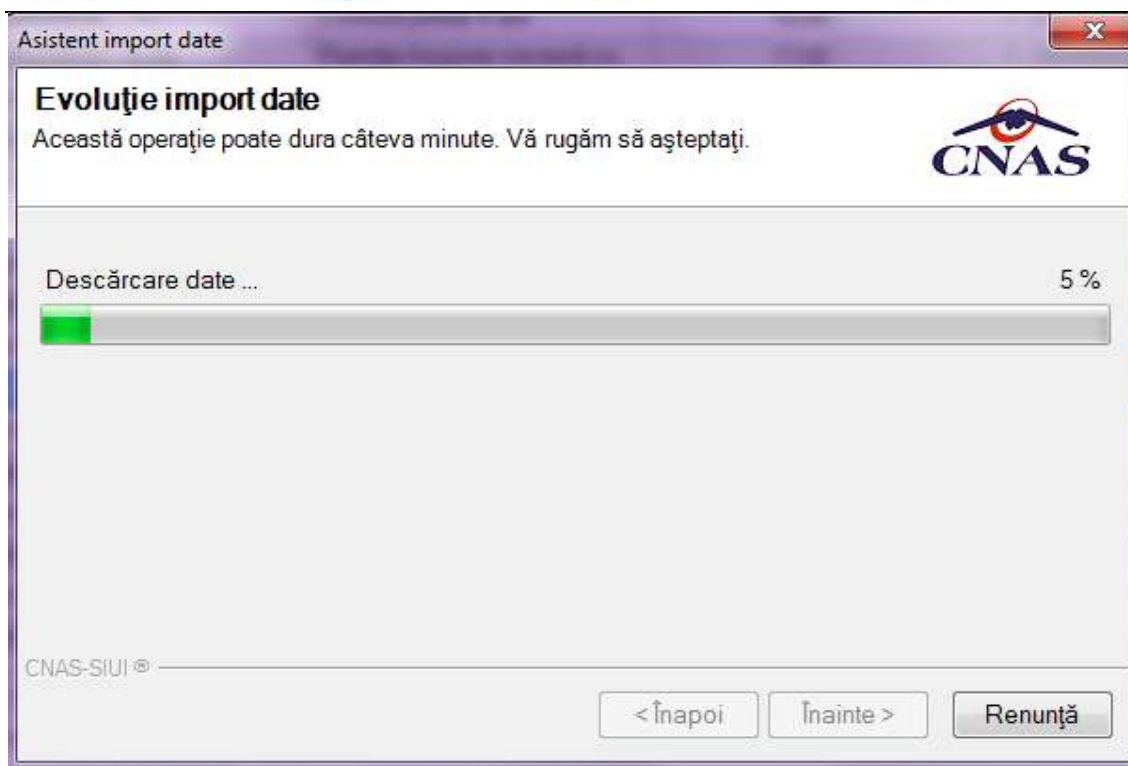 Asistent import date
Evoluţie import date
Această operaţie poate dura câteva minute. Vă rugăm să aşteptaţi.
CNAS
Descărcare date ... 5 %
CNAS-SIUI ®
< Înapoi Înainte > Renunţă